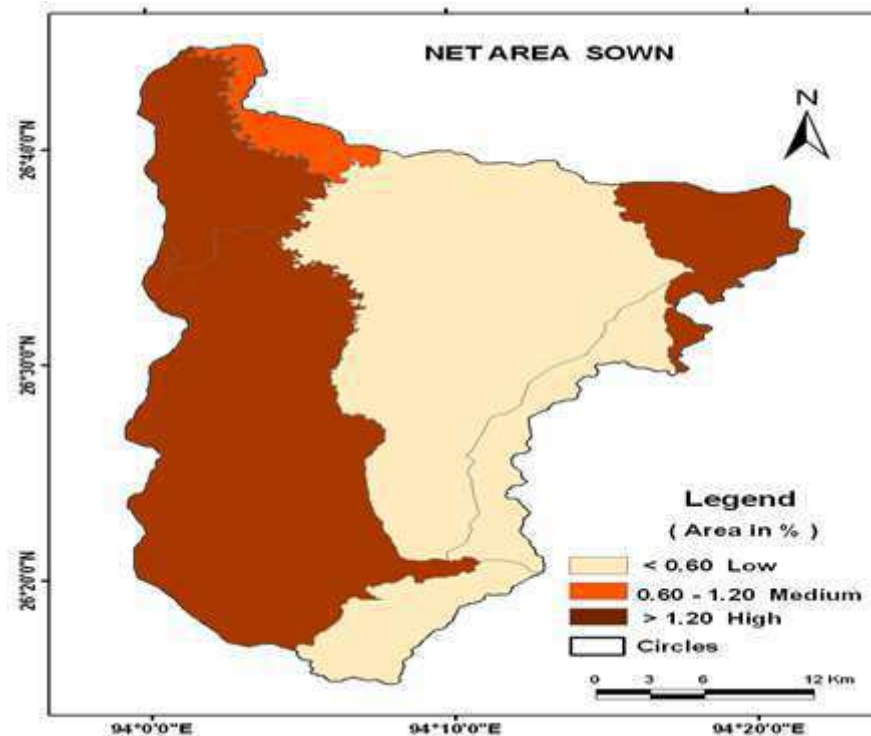 NET AREA SOWN
N
26°40'0"N
26°30'0"N
26°20'0"N
Legend
( Area in % )
< 0.60 Low
0.60 - 1.20 Medium
> 1.20 High
Circles
0 3 6 12 Km
94°0'0"E 94°10'0"E 94°20'0"E